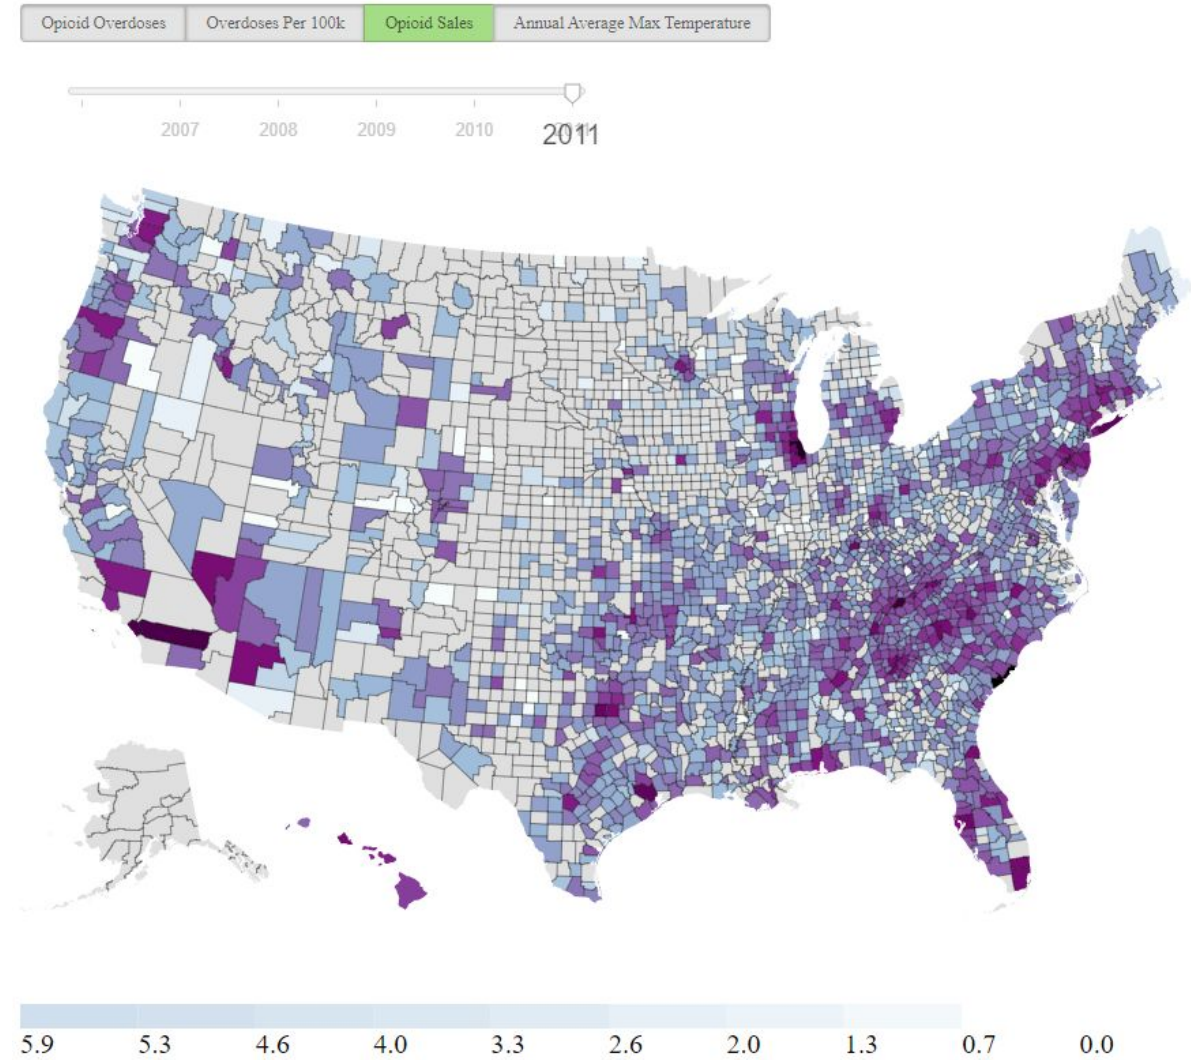 Opioid Overdoses Overdoses Per 100k Opioid Sales Annual Average Max Temperature
2007 2008 2009 2010 2011
5.9 5.3 4.6 4.0 3.3 2.6 2.0 1.3 0.7 0.0